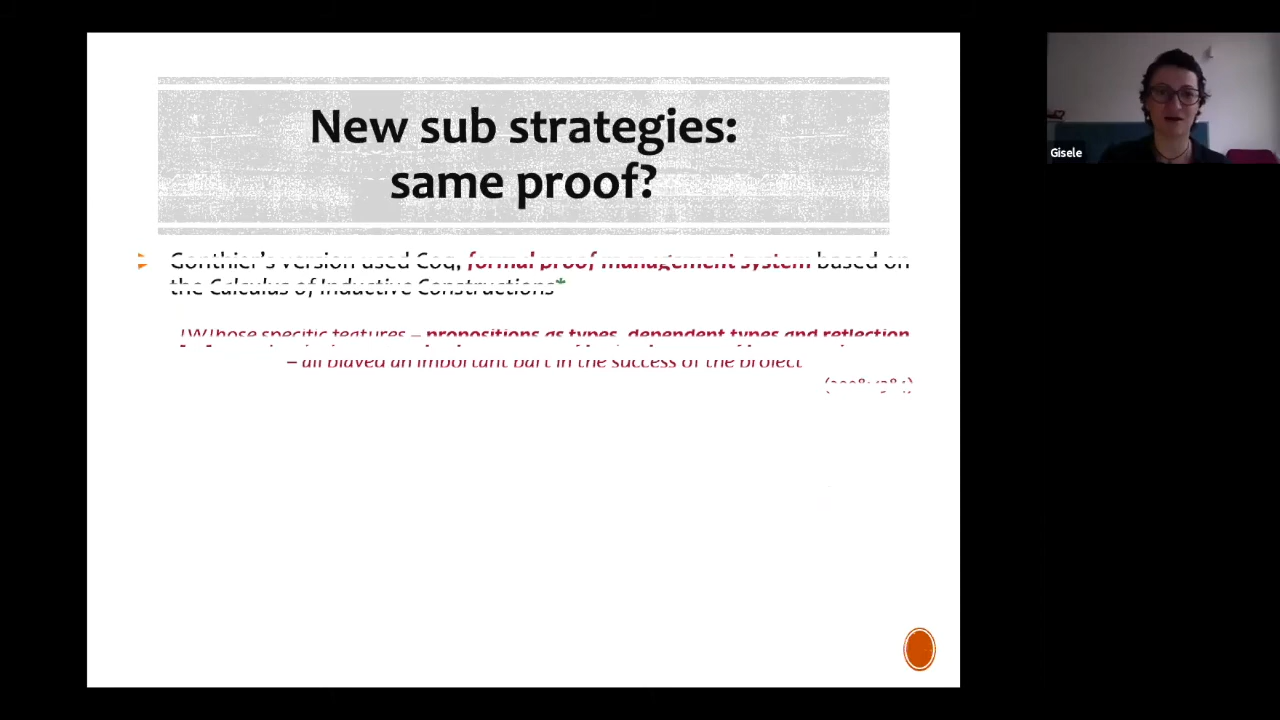 New sub strategies:
same proof?
Gonthier's version used Coq, formal proof management system based on
the Calculus of Inductive Constructions*
[W]hose specific features – propositions as types, dependent types and reflection
– all played an important part in the success of the project
Gisele